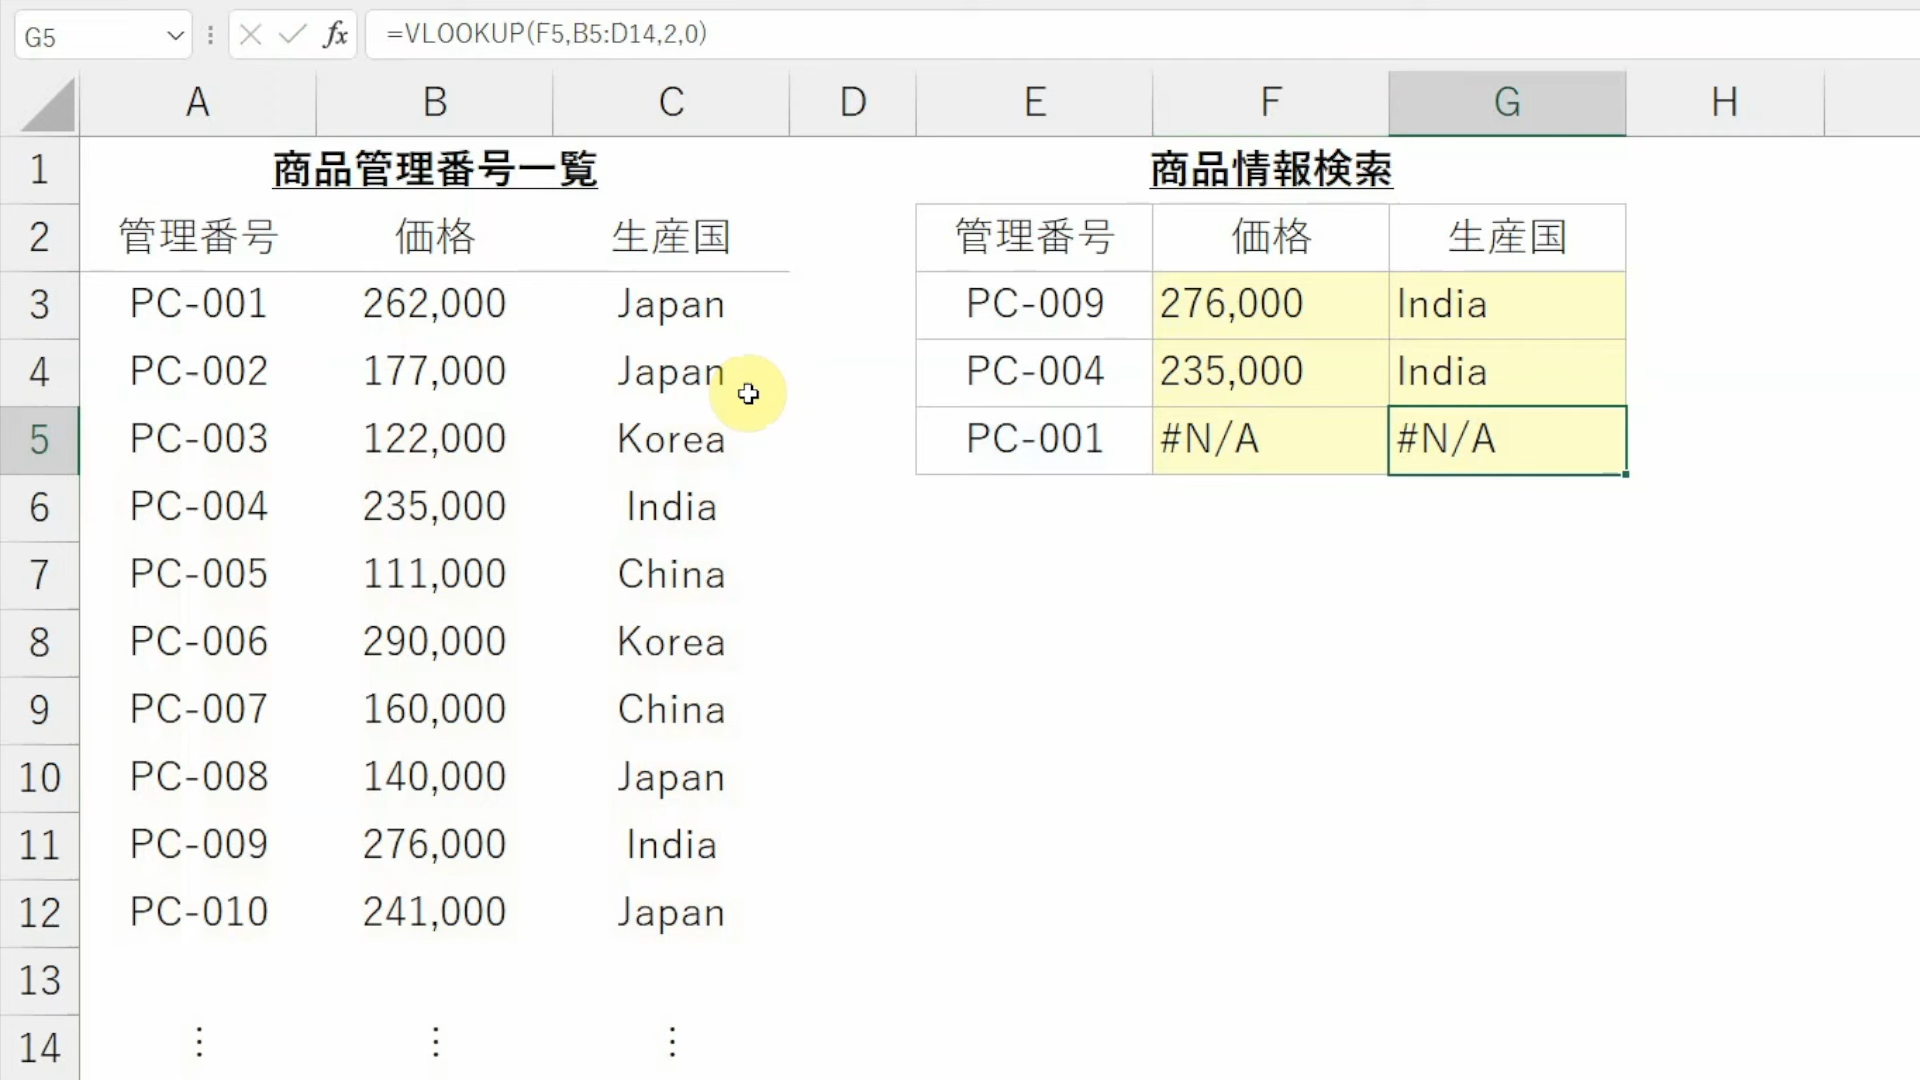 G5 fx =VLOOKUP(F5,B5:D14,2,0)
A B C D E F G H
1 商品管理番号一覧 商品情報検索
2 管理番号 価格 生産国 管理番号 価格 生産国
3 PC-001 262,000 Japan PC-009 276,000 India
4 PC-002 177,000 Japan PC-004 235,000 India
5 PC-003 122,000 Korea PC-001 #N/A #N/A
6 PC-004 235,000 India
7 PC-005 111,000 China
8 PC-006 290,000 Korea
9 PC-007 160,000 China
10 PC-008 140,000 Japan
11 PC-009 276,000 India
12 PC-010 241,000 Japan
13
14 ⋮ ⋮ ⋮